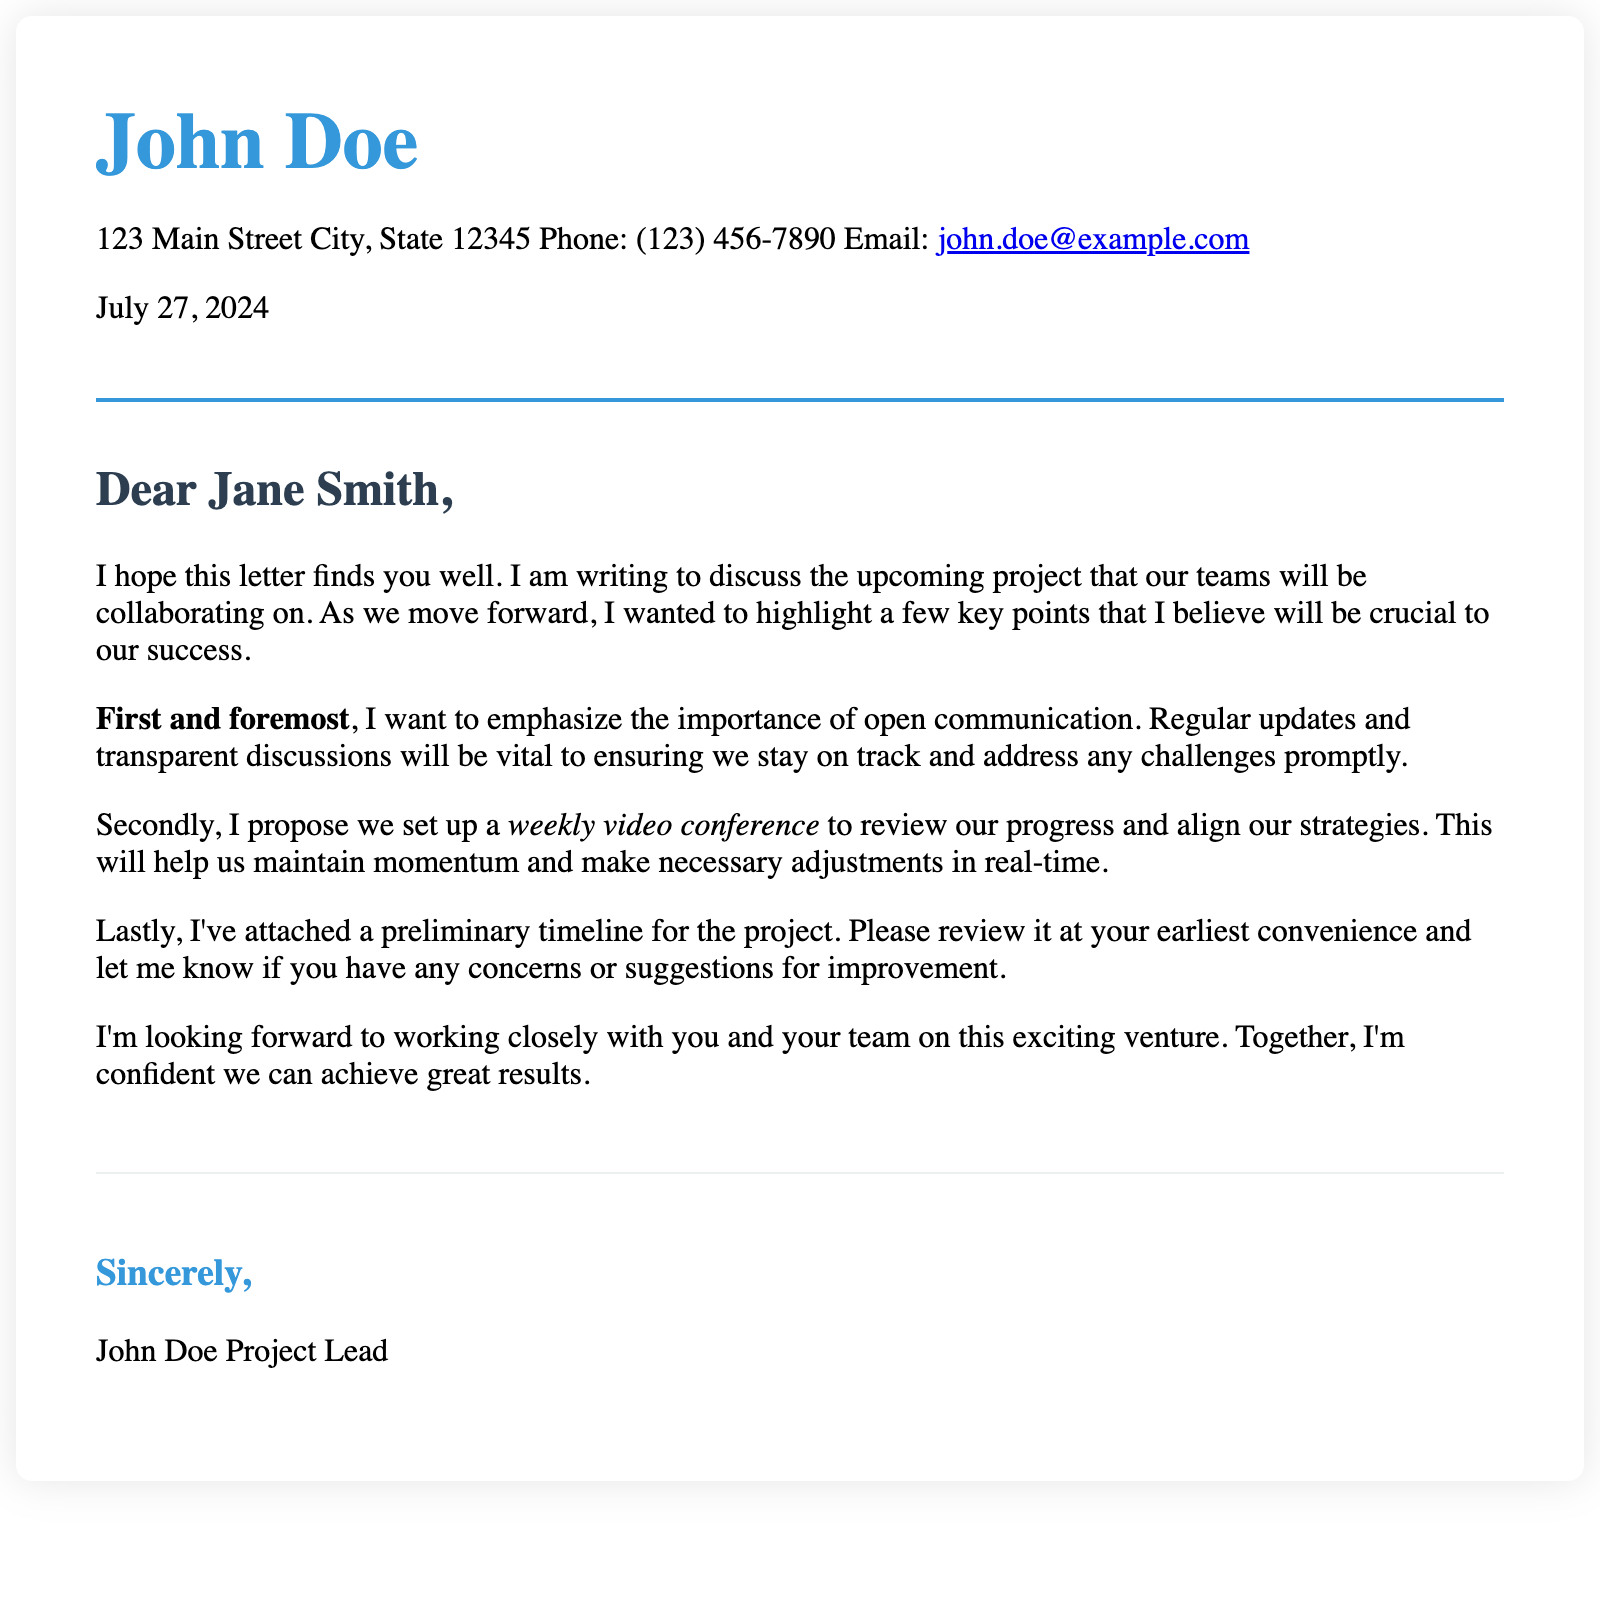 John Doe
123 Main Street City, State 12345 Phone: (123) 456-7890 Email: john.doe@example.com
July 27, 2024
Dear Jane Smith,
I hope this letter finds you well. I am writing to discuss the upcoming project that our teams will be
collaborating on. As we move forward, I wanted to highlight a few key points that I believe will be crucial to
our success.
First and foremost, I want to emphasize the importance of open communication. Regular updates and
transparent discussions will be vital to ensuring we stay on track and address any challenges promptly.
Secondly, I propose we set up a weekly video conference to review our progress and align our strategies. This
will help us maintain momentum and make necessary adjustments in real-time.
Lastly, I've attached a preliminary timeline for the project. Please review it at your earliest convenience and
let me know if you have any concerns or suggestions for improvement.
I'm looking forward to working closely with you and your team on this exciting venture. Together, I'm
confident we can achieve great results.
Sincerely,
John Doe Project Lead